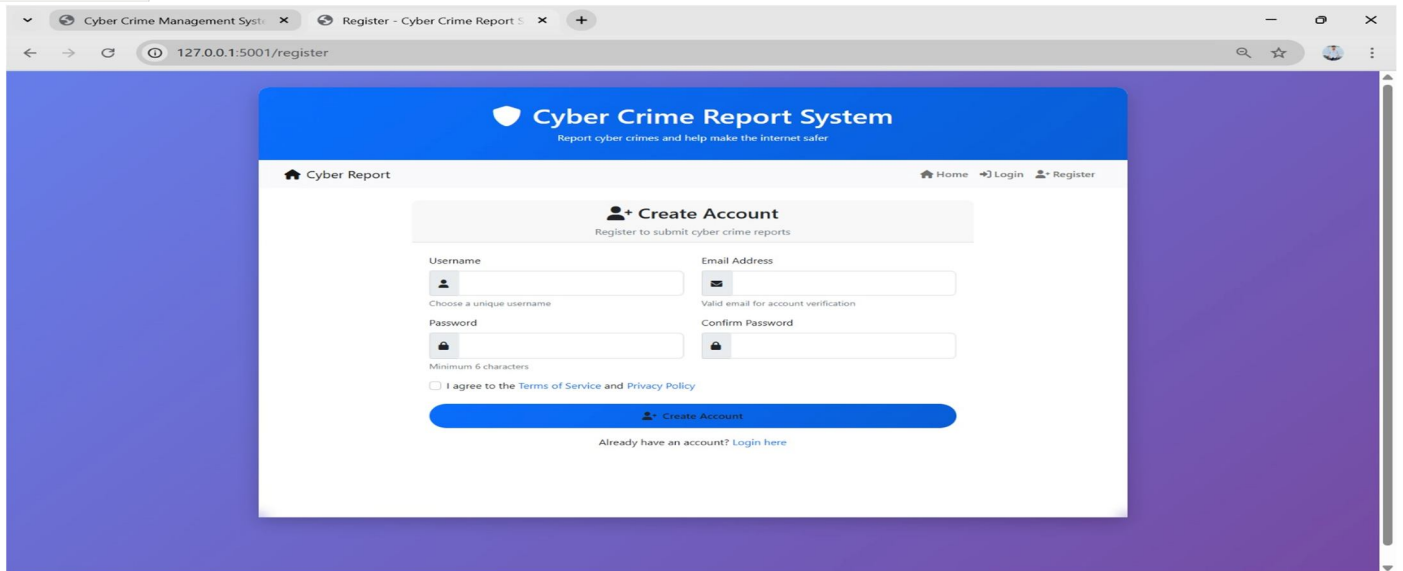 Cyber Crime Management Syst
Register - Cyber Crime Report S
127.0.0.1:5001/register
Cyber Crime Report System
Report cyber crimes and help make the internet safer
Cyber Report
Home Login Register
Create Account
Register to submit cyber crime reports
Username Email Address
Choose a unique username Valid email for account verification
Password Confirm Password
Minimum 6 characters
I agree to the Terms of Service and Privacy Policy
Create Account
Already have an account? Login here